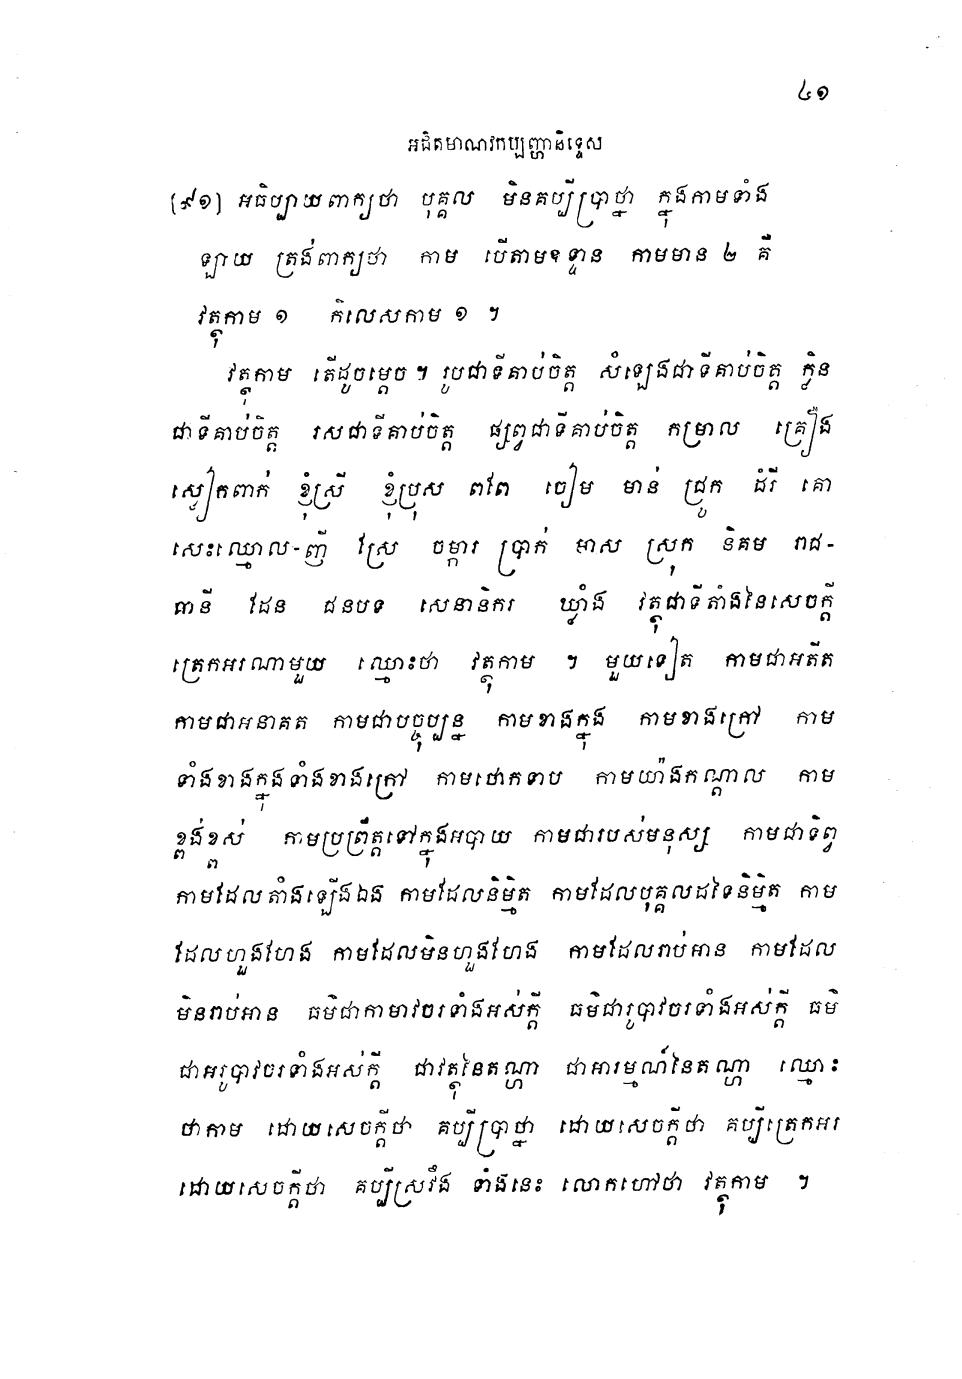 ៤១
អជិតមាណវកប្បញ្ហានិទ្ទេស
[៩១] អធិប្បាយពាក្យថា បុគ្គល មិនគប្បីប្រាថ្នា ក្នុងកាមទាំង
ឡាយ ត្រង់ពាក្យថា កាម បើតាមឧទ្ទាន កាមមាន ២ គឺ
វត្ថុកាម ១ កិលេសកាម ១ ។
វត្ថុកាម តើដូចម្តេច ។ រូបជាទីគាប់ចិត្ត សំឡេងជាទីគាប់ចិត្ត ក្លិន
ជាទីគាប់ចិត្ត រសជាទីគាប់ចិត្ត ផ្សព្វជាទីគាប់ចិត្ត កម្រាល គ្រឿង
ស្លៀកពាក់ ខ្ញុំស្រី ខ្ញុំប្រុស ពពែ ចៀម មាន់ ជ្រូក ដំរី គោ
សេះឈ្មោល-ញី ស្រែ ចម្ការ ប្រាក់ មាស ស្រុក និគម រាជ-
ធានី ដែន ជនបទ សេនានិករ ឃ្លាំង វត្ថុជាទីតាំងនៃសេចក្តី
ត្រេកអរណាមួយ ឈ្មោះថា វត្ថុកាម ។ មួយទៀត កាមជាអតីត
កាមជាអនាគត កាមជាបច្ចុប្បន្ន កាមខាងក្នុង កាមខាងក្រៅ កាម
ទាំងខាងក្នុងទាំងខាងក្រៅ កាមថោកទាប កាមយ៉ាងកណ្តាល កាម
ខ្ពង់ខ្ពស់ កាមប្រព្រឹត្តទៅក្នុងអបាយ កាមជារបស់មនុស្ស កាមជាទិព្វ
កាមដែលតាំងឡើងឯង កាមដែលនិម្មិត កាមដែលបុគ្គលដទៃនិម្មិត កាម
ដែលហួងហែង កាមដែលមិនហួងហែង កាមដែលរាប់អាន កាមដែល
មិនរាប់អាន ធម៌ជាកាមាវចរទាំងអស់ក្តី ធម៌ជារូបាវចរទាំងអស់ក្តី ធម៌
ជាអរូបាវចរទាំងអស់ក្តី ជាវត្ថុនៃតណ្ហា ជាអារម្មណ៍នៃតណ្ហា ឈ្មោះ
ថាកាម ដោយសេចក្តីថា គប្បីប្រាថ្នា ដោយសេចក្តីថា គប្បីត្រេកអរ
ដោយសេចក្តីថា គប្បីស្រវឹង ទាំងនេះ លោកហៅថា វត្ថុកាម ។